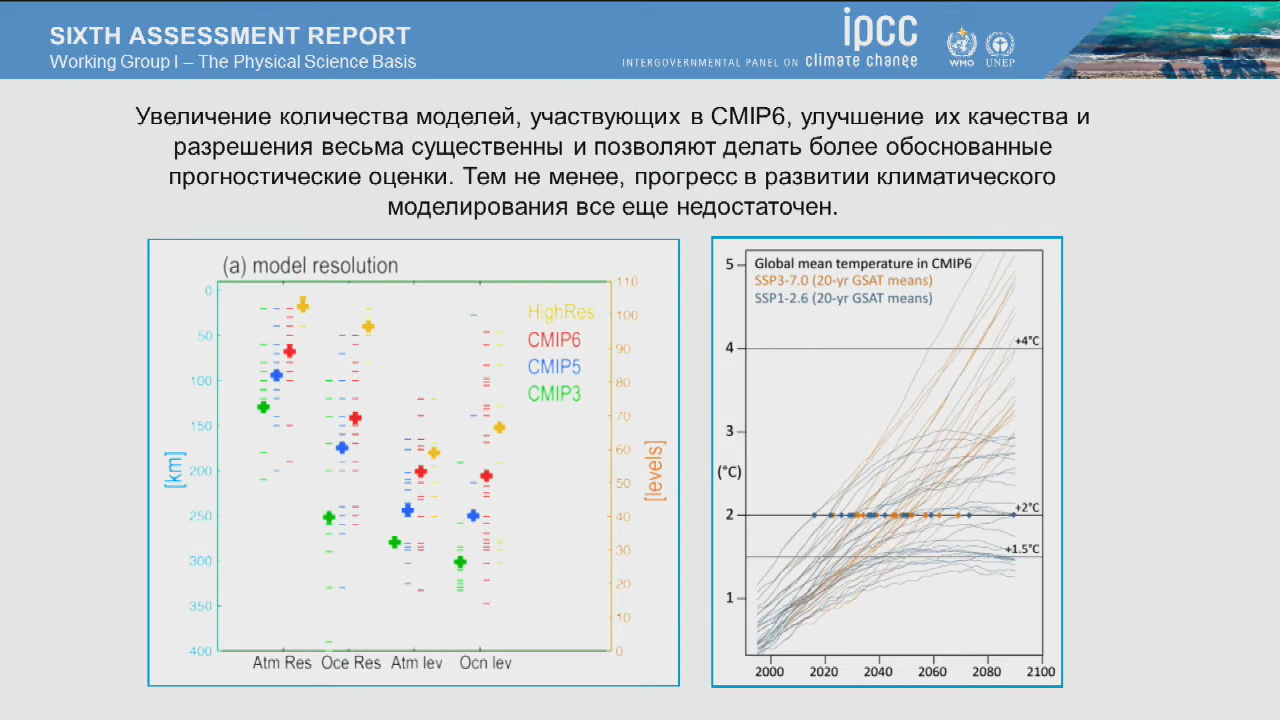 SIXTH ASSESSMENT REPORT
Working Group I – The Physical Science Basis
ipcc
INTERGOVERNMENTAL PANEL ON climate change
WMO
UNEP
Увеличение количества моделей, участвующих в CMIP6, улучшение их качества и
разрешения весьма существенны и позволяют делать более обоснованные
прогностические оценки. Тем не менее, прогресс в развитии климатического
моделирования все еще недостаточен.
(a) model resolution
0
50
100
150
200
250
300
350
400
[km]
HighRes
CMIP6
CMIP5
CMIP3
110
100
90
80
70
60
50
40
30
20
10
0
[levels]
Atm Res Oce Res Atm lev Ocn lev
Global mean temperature in CMIP6
SSP3-7.0 (20-yr GSAT means)
SSP1-2.6 (20-yr GSAT means)
5
4
3
(°C)
2
1
+4°C
+2°C
+1.5°C
2000 2020 2040 2060 2080 2100